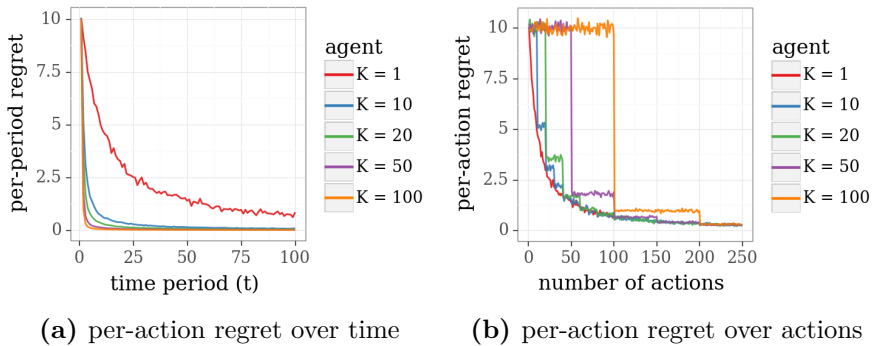 10.0
7.5
5.0
2.5
0
0
25
50
75
100
per-period regret
time period (t)
agent
K = 1
K = 10
K = 20
K = 50
K = 100
(a) per-action regret over time
10
7.5
5
2.5
0
0
50
100
150
200
250
per-action regret
number of actions
agent
K = 1
K = 10
K = 20
K = 50
K = 100
(b) per-action regret over actions